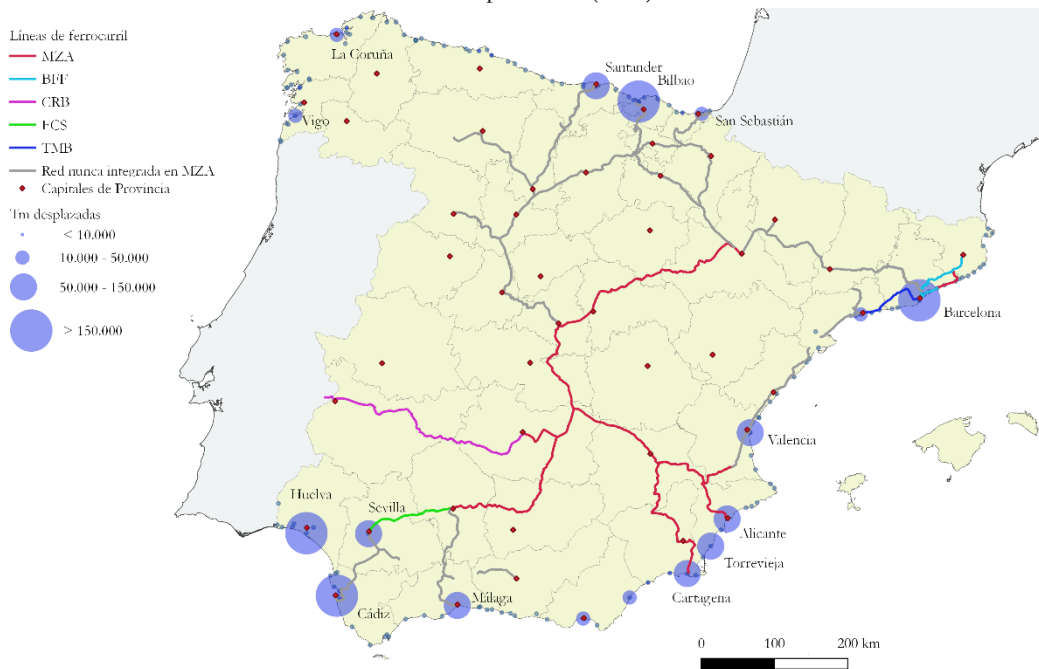 Líneas de ferrocarril
MZA
BFF
CRB
FCS
TMB
Red nunca integrada en MZA
Capitales de Provincia
Tm desplazadas
< 10.000
10.000 - 50.000
50.000 - 150.000
> 150.000
La Coruña
Santander
Bilbao
Vigo
San Sebastián
Barcelona
Valencia
Huelva
Sevilla
Alicante
Torrevieja
Cartagena
Málaga
Cádiz
0 100 200 km